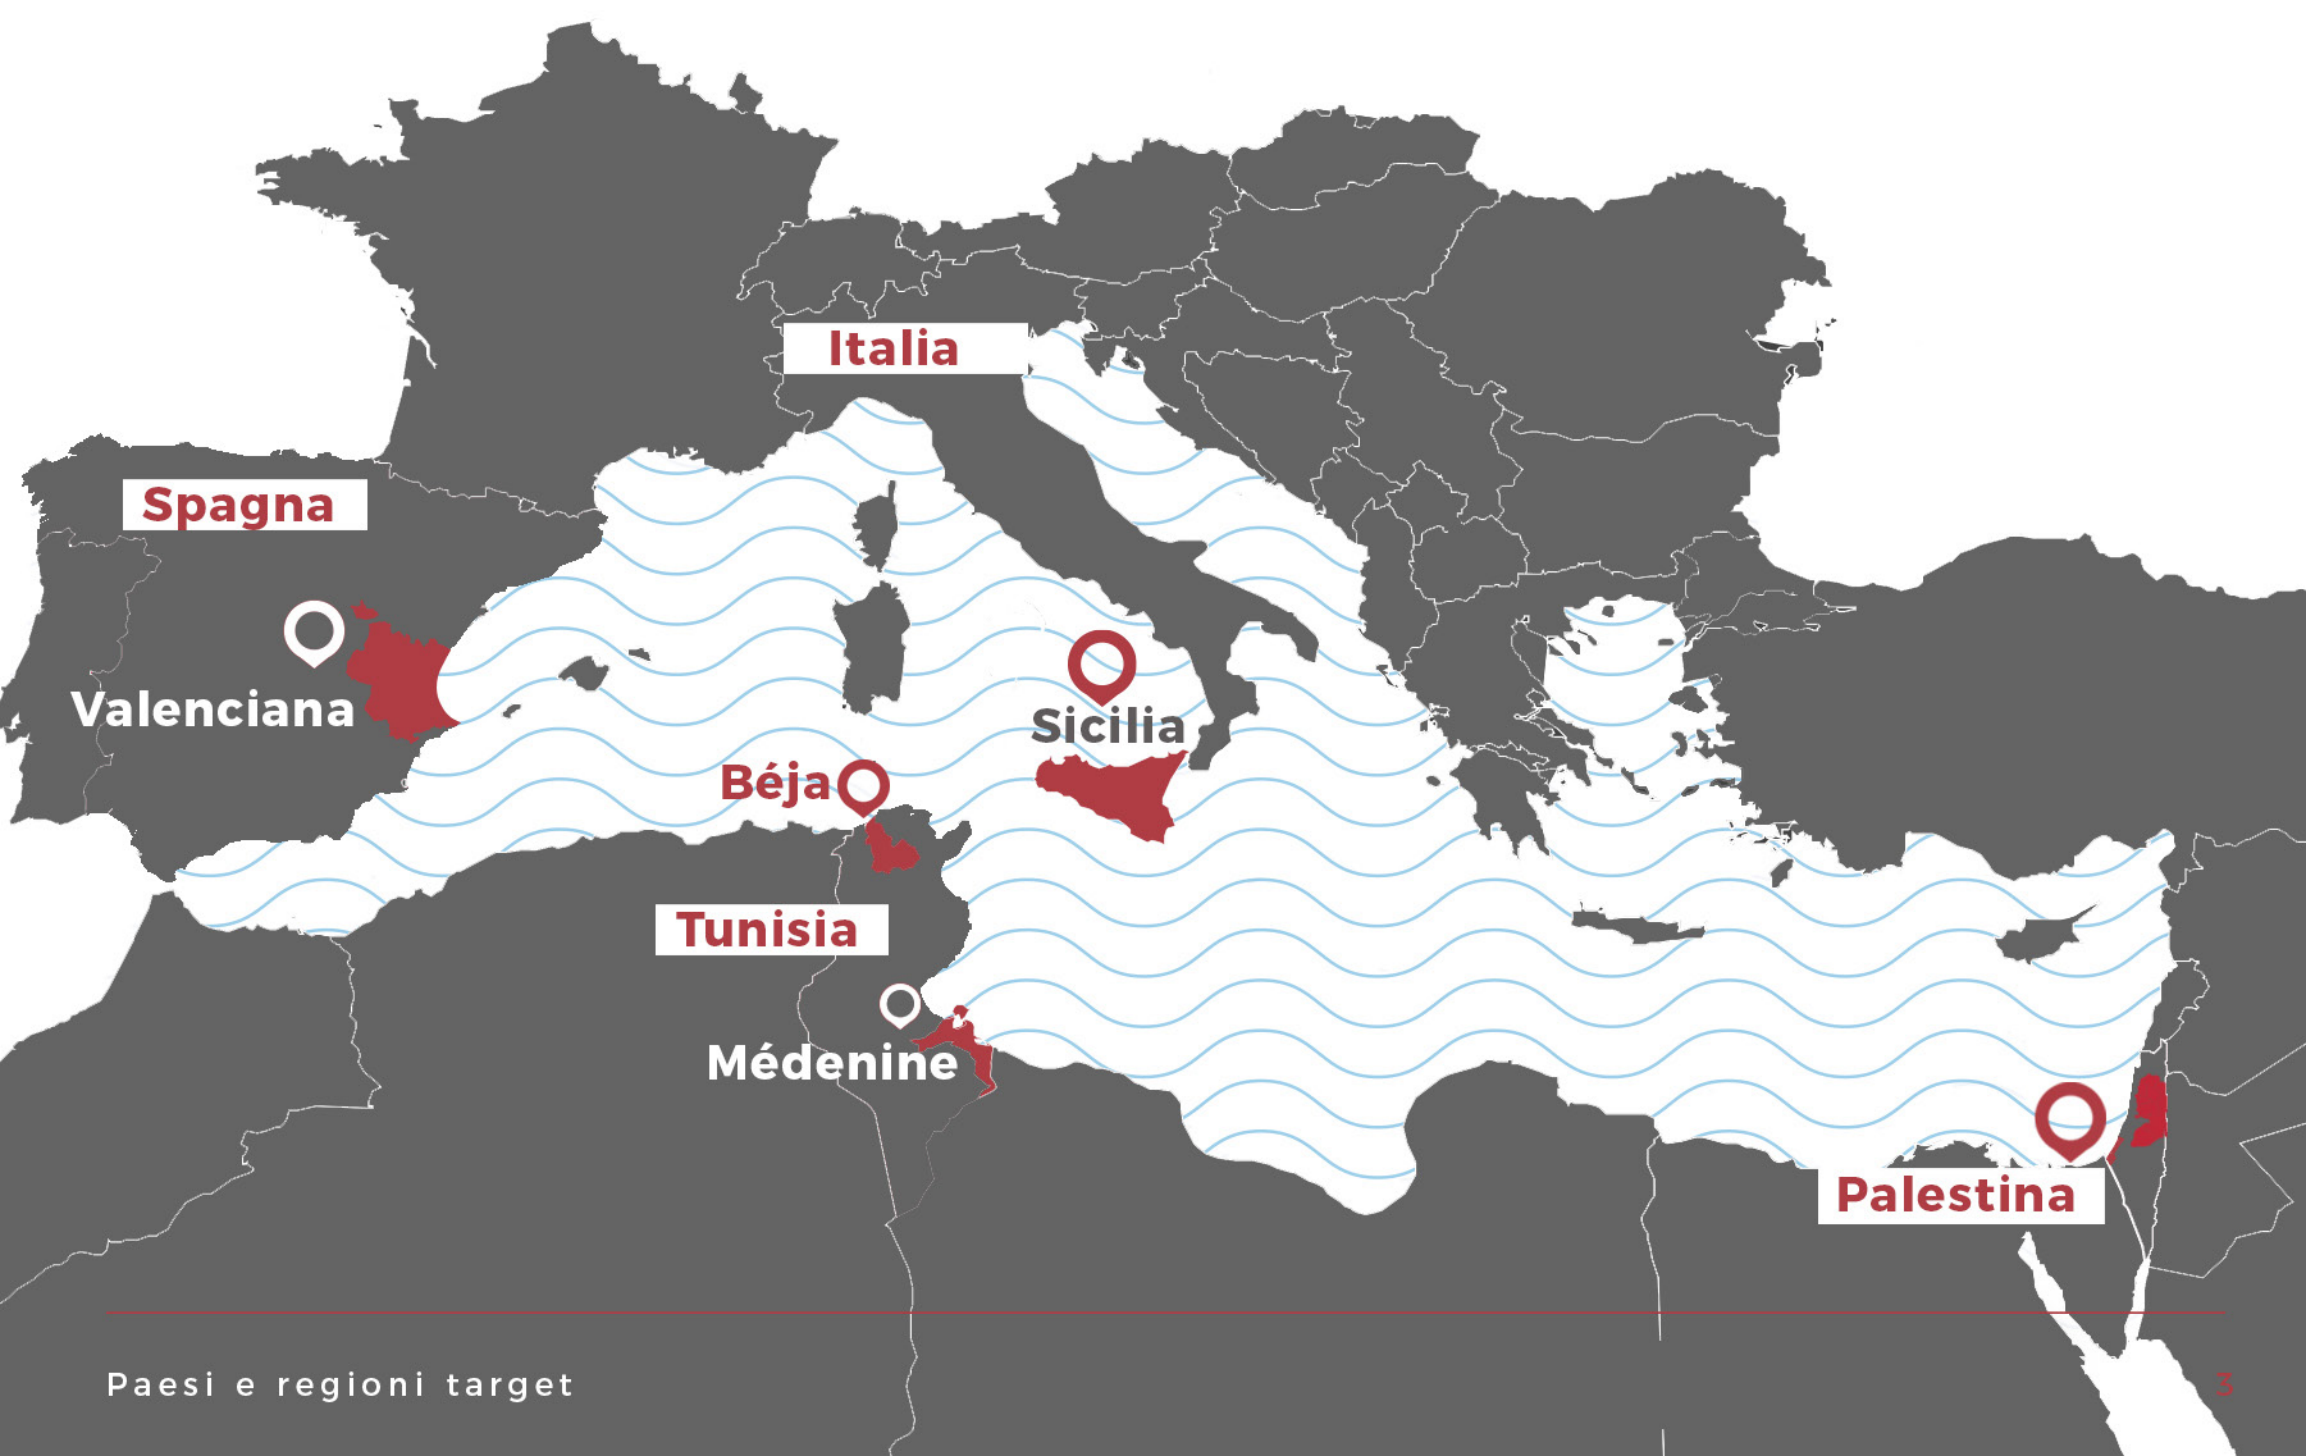 Italia
Spagna
Valenciana
Sicilia
Béja
Tunisia
Médenine
Palestina
Paesi e regioni target
3